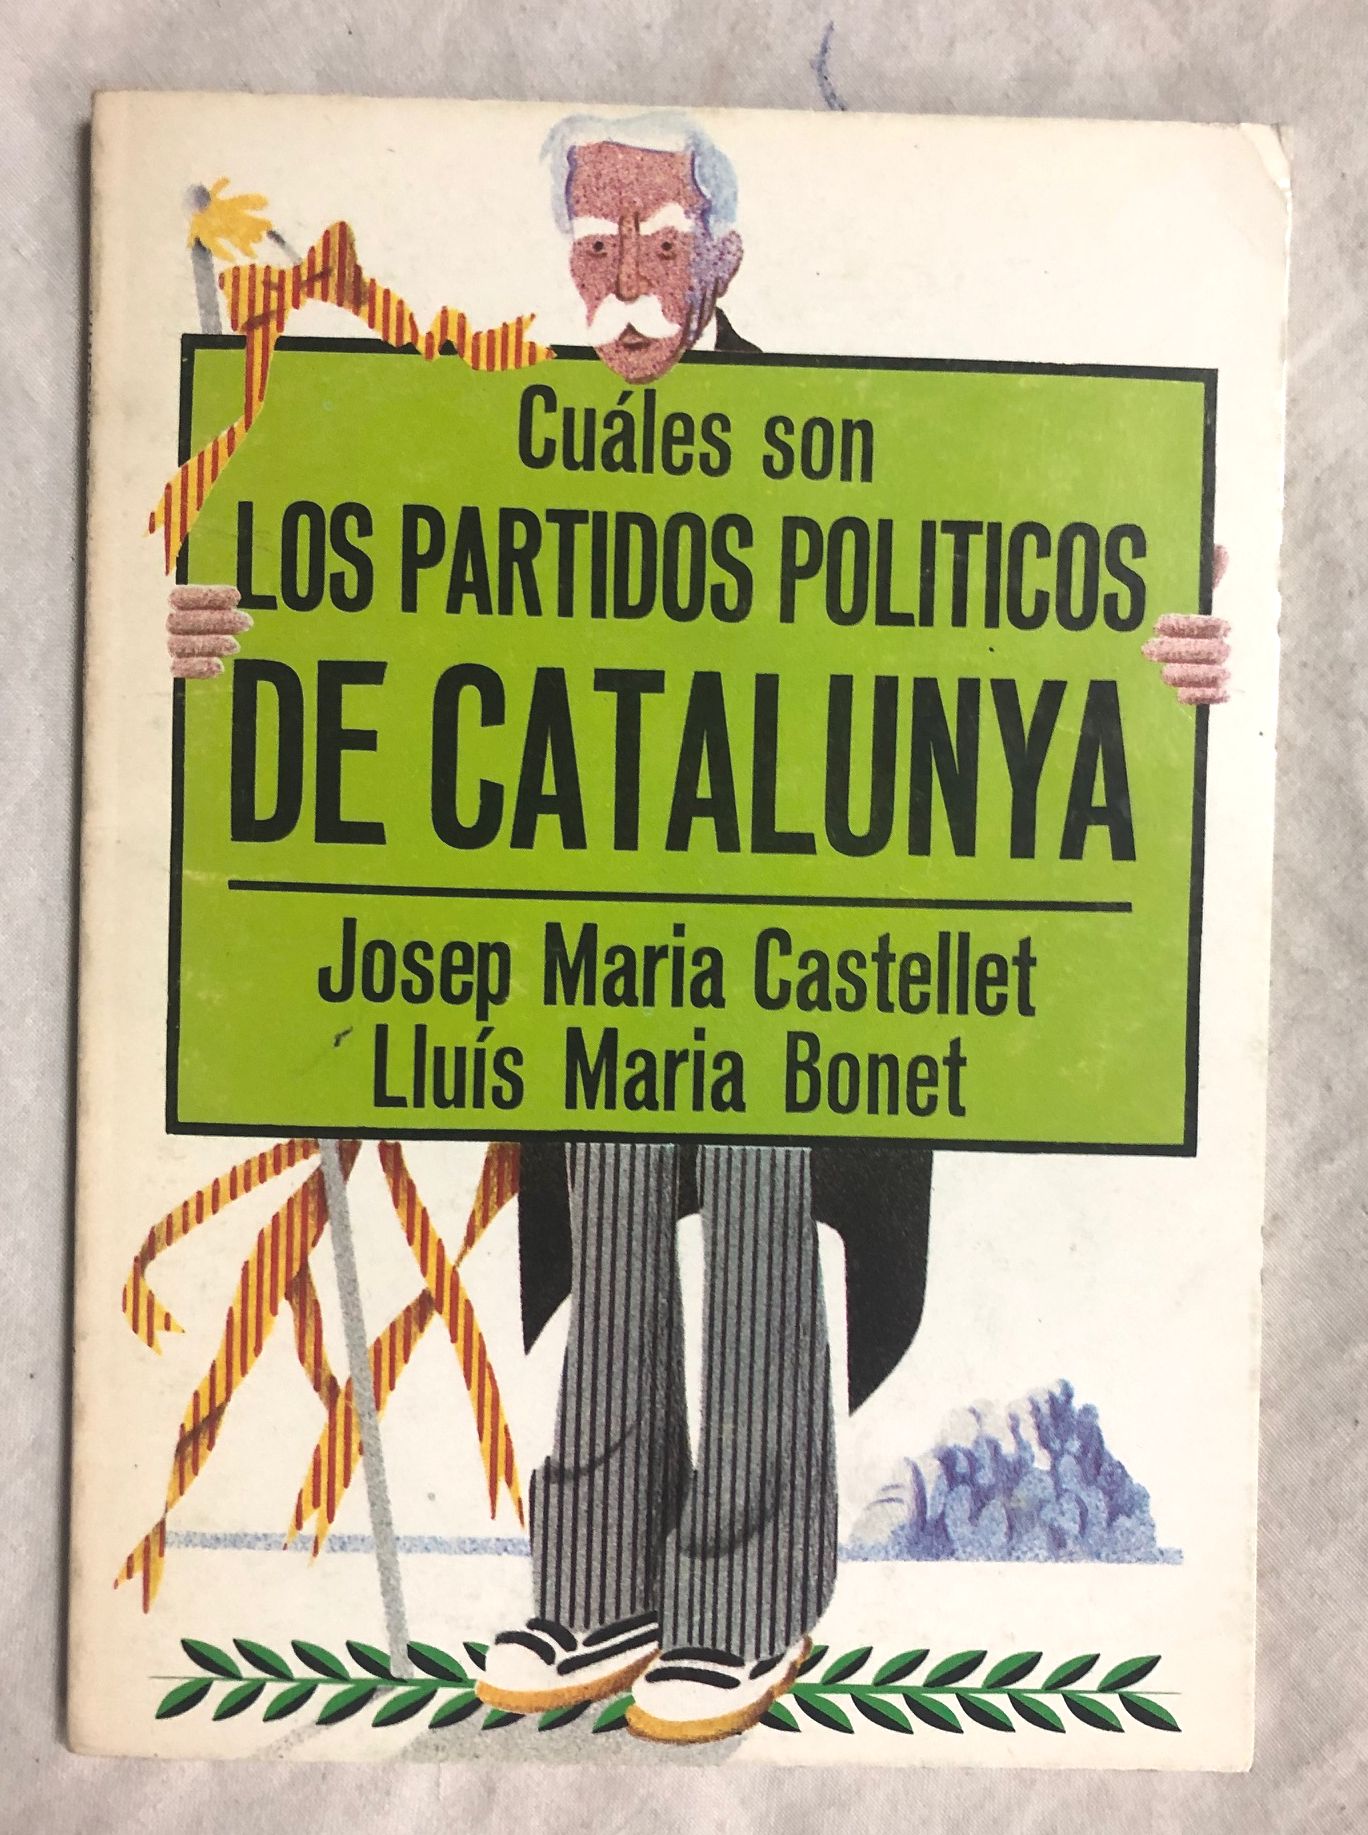 Cuáles son
LOS PARTIDOS POLITICOS
DE CATALUNYA
Josep Maria Castellet
Lluís Maria Bonet